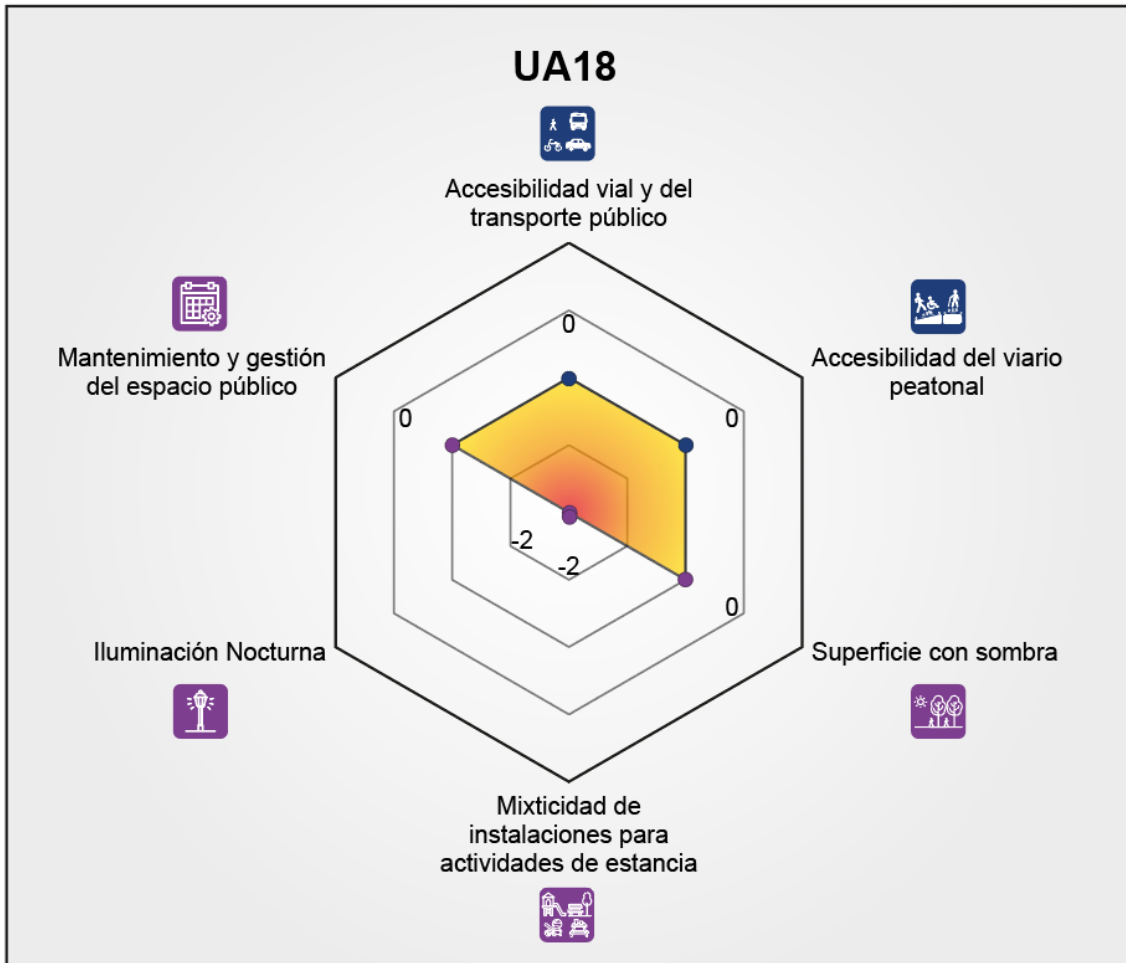 UA18
Accesibilidad vial y del
transporte público
Mantenimiento y gestión
del espacio público
Accesibilidad del viario
peatonal
0
0
0
-2
-2
0
Iluminación Nocturna
Superficie con sombra
Mixticidad de
instalaciones para
actividades de estancia